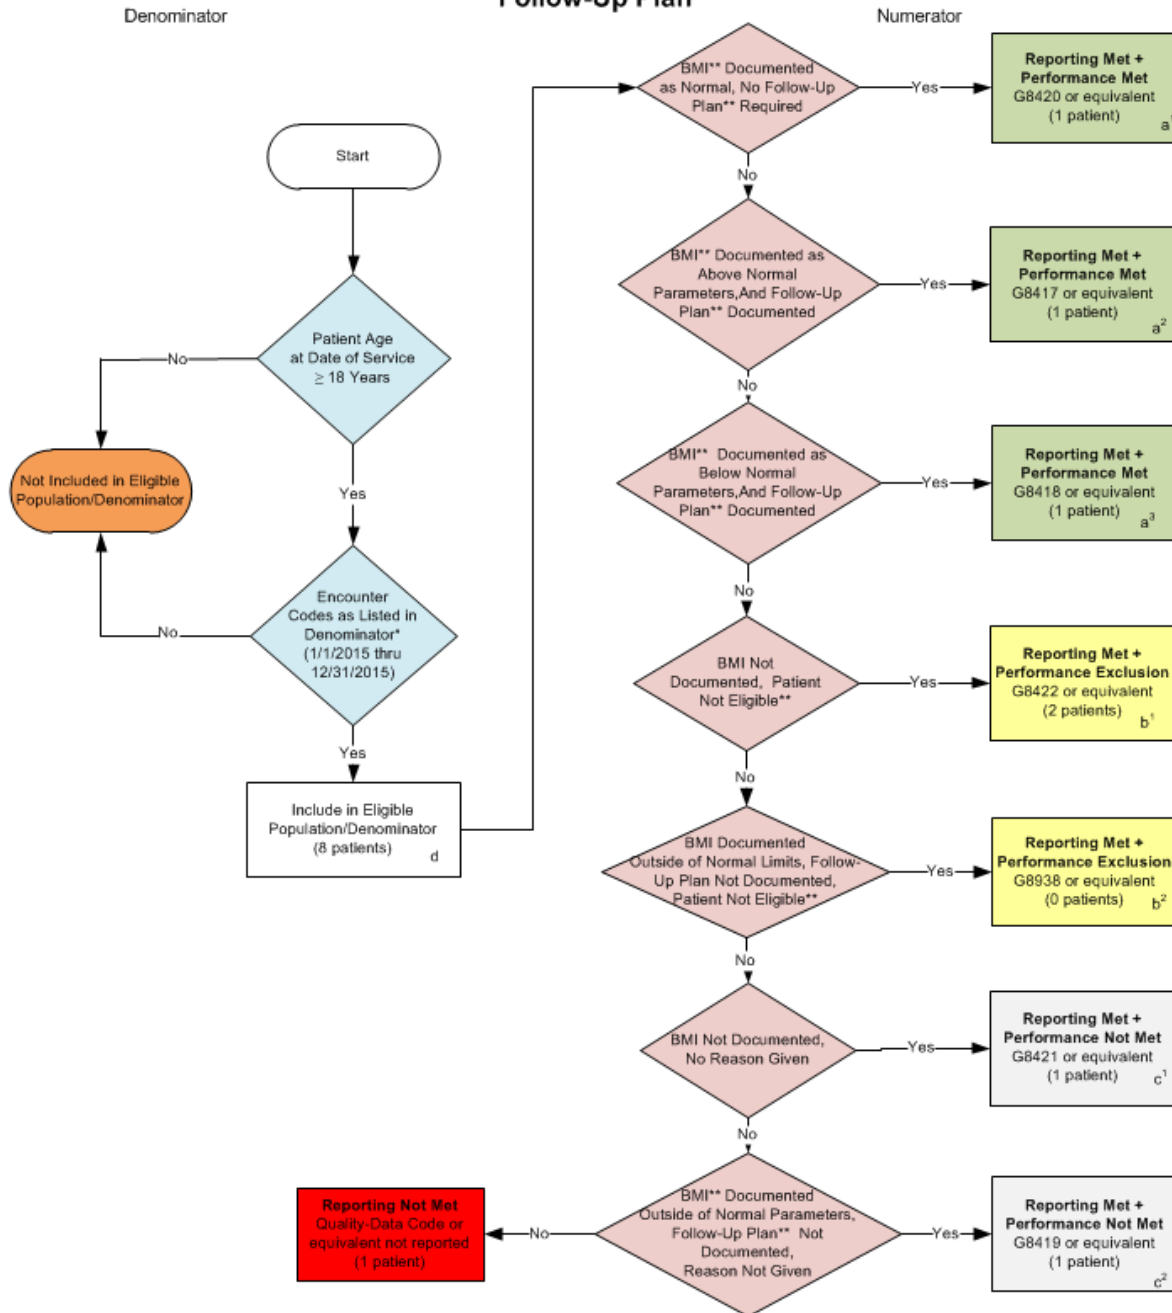 Follow-Up Plan
Denominator
Numerator
Start
Patient Age
at Date of Service
≥ 18 Years
No
Yes
Not Included in Eligible
Population/Denominator
Encounter
Codes as Listed in
Denominator*
(1/1/2015 thru
12/31/2015)
No
Yes
Include in Eligible
Population/Denominator
(8 patients)
d
BMI** Documented
as Normal, No Follow-Up
Plan** Required
Yes
Reporting Met +
Performance Met
G8420 or equivalent
(1 patient)
a
No
BMI** Documented as
Above Normal
Parameters,And Follow-Up
Plan** Documented
Yes
Reporting Met +
Performance Met
G8417 or equivalent
(1 patient)
a²
No
BMI** Documented as
Below Normal
Parameters,And Follow-Up
Plan** Documented
Yes
Reporting Met +
Performance Met
G8418 or equivalent
(1 patient)
a³
No
BMI Not
Documented, Patient
Not Eligible**
Yes
Reporting Met +
Performance Exclusion
G8422 or equivalent
(2 patients)
b¹
No
BMI Documented
Outside of Normal Limits, Follow-
Up Plan Not Documented,
Patient Not Eligible**
Yes
Reporting Met +
Performance Exclusion
G8938 or equivalent
(0 patients)
b²
No
BMI Not Documented,
No Reason Given
Yes
Reporting Met +
Performance Not Met
G8421 or equivalent
(1 patient)
c¹
No
BMI** Documented
Outside of Normal Parameters,
Follow-Up Plan** Not
Documented,
Reason Not Given
Yes
Reporting Met +
Performance Not Met
G8419 or equivalent
(1 patient)
c²
No
Reporting Not Met
Quality-Data Code or
equivalent not reported
(1 patient)